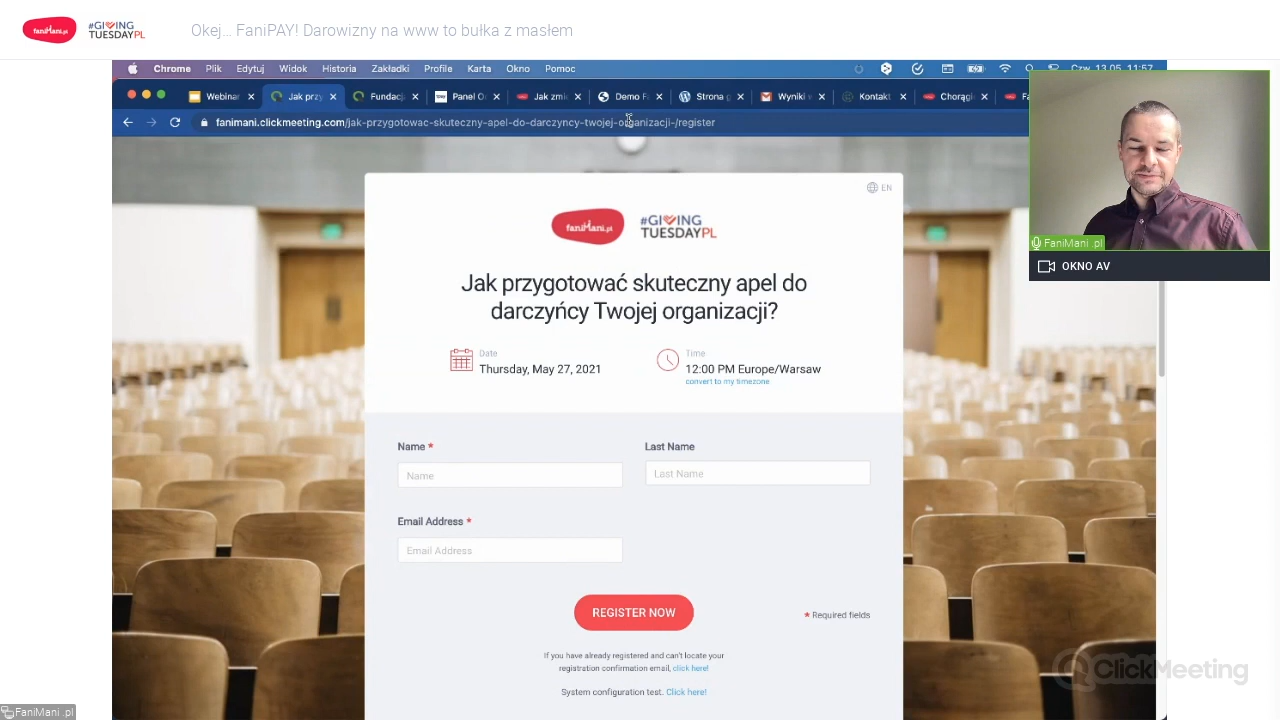 faniMani.pl
#GIVING
TUESDAYPL
Okej... FaniPAY! Darowizny na www to bułka z masłem
Chrome Plik Edytuj Widok Historia Zakładki Profile Karta Okno Pomoc
Czw. 13.05 11:57
Webinar Jak przy Fundacj Panel O Jak zmi Demo F Strona g Wyniki w Kontakt Chorągi
fanimani.clickmeeting.com/jak-przygotowac-skuteczny-apel-do-darczyncy-twojej-organizacji-/register
EN
faniMani.pl
#GIVING
TUESDAYPL
Jak przygotować skuteczny apel do
darczyńcy Twojej organizacji?
Date
Thursday, May 27, 2021
Time
12:00 PM Europe/Warsaw
convert to my timezone
Name *
Last Name
Name
Last Name
Email Address *
Email Address
REGISTER NOW
* Required fields
If you have already registered and can't locate your
registration confirmation email, click here!
System configuration test. Click here!
FaniMani .pl
OKNO AV
ClickMeeting
FaniMani .pl